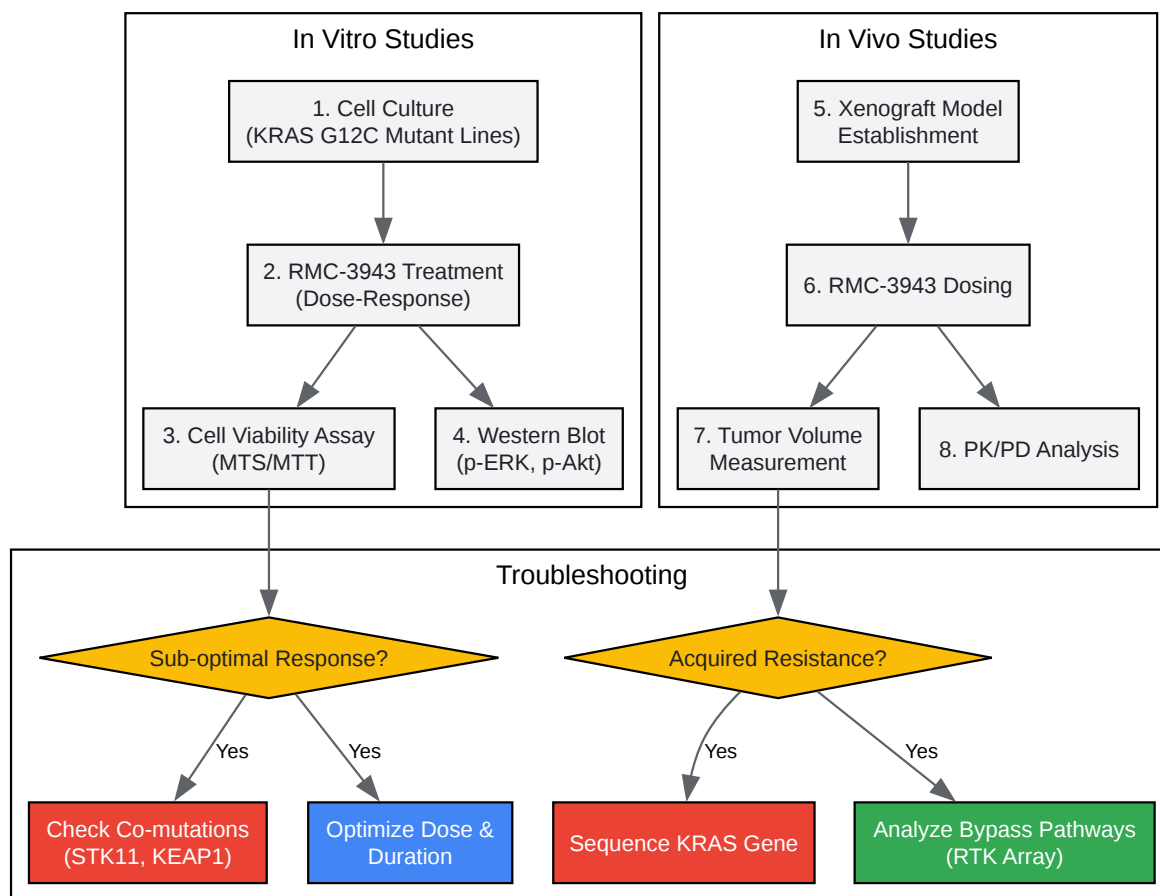 In Vitro Studies
1. Cell Culture
(KRAS G12C Mutant Lines)
2. RMC-3943 Treatment
(Dose-Response)
3. Cell Viability Assay
(MTS/MTT)
4. Western Blot
(p-ERK, p-Akt)
In Vivo Studies
5. Xenograft Model
Establishment
6. RMC-3943 Dosing
7. Tumor Volume
Measurement
8. PK/PD Analysis
Troubleshooting
Sub-optimal Response?
Acquired Resistance?
Yes
Yes
Yes
Yes
Check Co-mutations
(STK11, KEAP1)
Optimize Dose &
Duration
Sequence KRAS Gene
Analyze Bypass Pathways
(RTK Array)